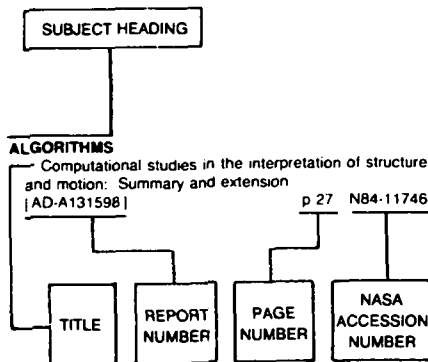 SUBJECT HEADING
ALGORITHMS
Computational studies in the interpretation of structure
and motion: Summary and extension
[AD-A131598] p 27 N84-11746
TITLE REPORT NUMBER PAGE NUMBER NASA ACCESSION NUMBER